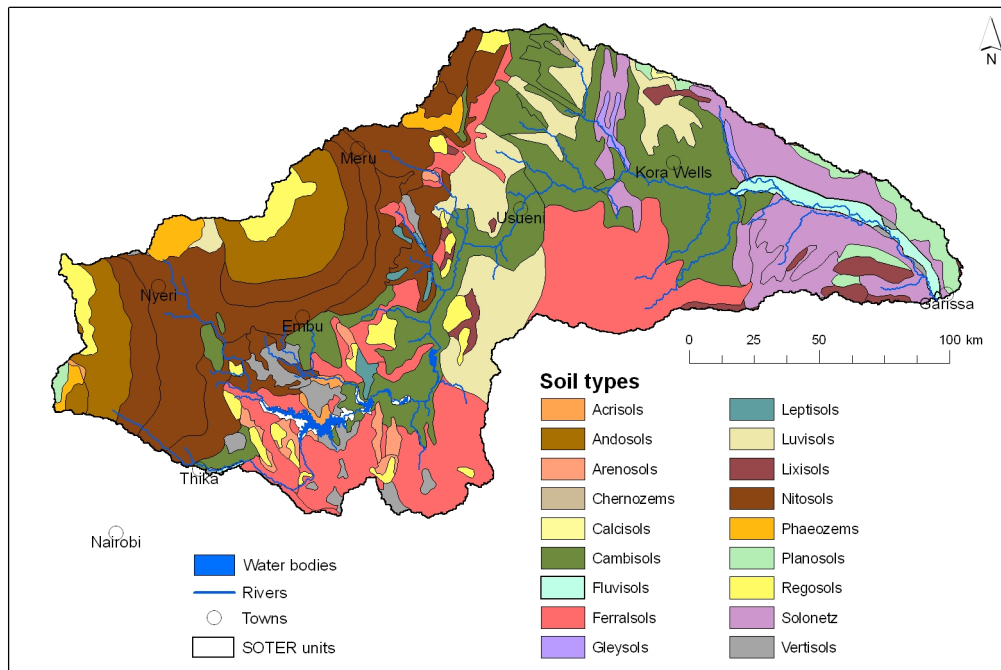 N
Meru
Kora Wells
Usueni
Nyeri
Garissa
Embu
0 25 50 100 km
Thika
Nairobi
Soil types
Acrisols
Andosols
Arenosols
Chernozems
Calcisols
Cambisols
Fluvisols
Ferralsols
Gleysols
Leptisols
Luvisols
Lixisols
Nitosols
Phaeozems
Planosols
Regosols
Solonetz
Vertisols
Water bodies
Rivers
Towns
SOTER units